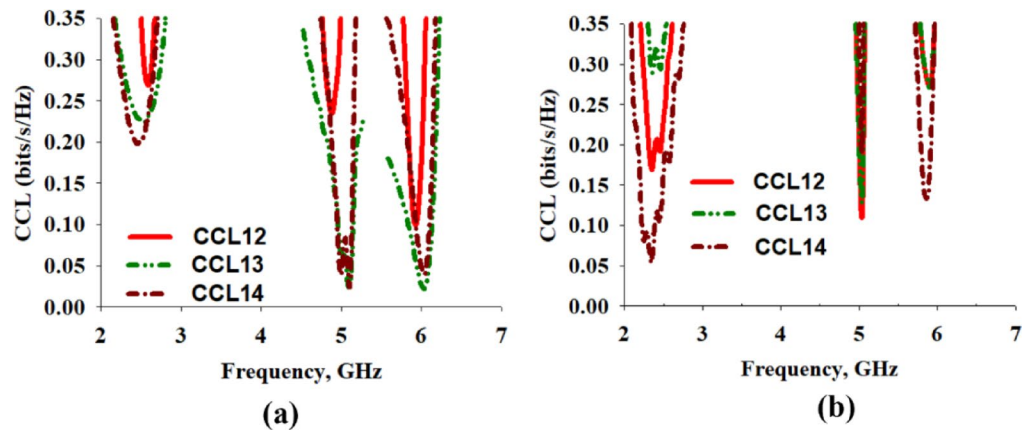 0.35
0.30
0.25
0.20
0.15
0.10
0.05
0.00
CCL (bits/s/Hz)
CCL12
CCL13
CCL14
2 3 4 5 6 7
Frequency, GHz
(a)
0.35
0.30
0.25
0.20
0.15
0.10
0.05
0.00
CCL (bits/s/Hz)
CCL12
CCL13
CCL14
2 3 4 5 6 7
Frequency, GHz
(b)